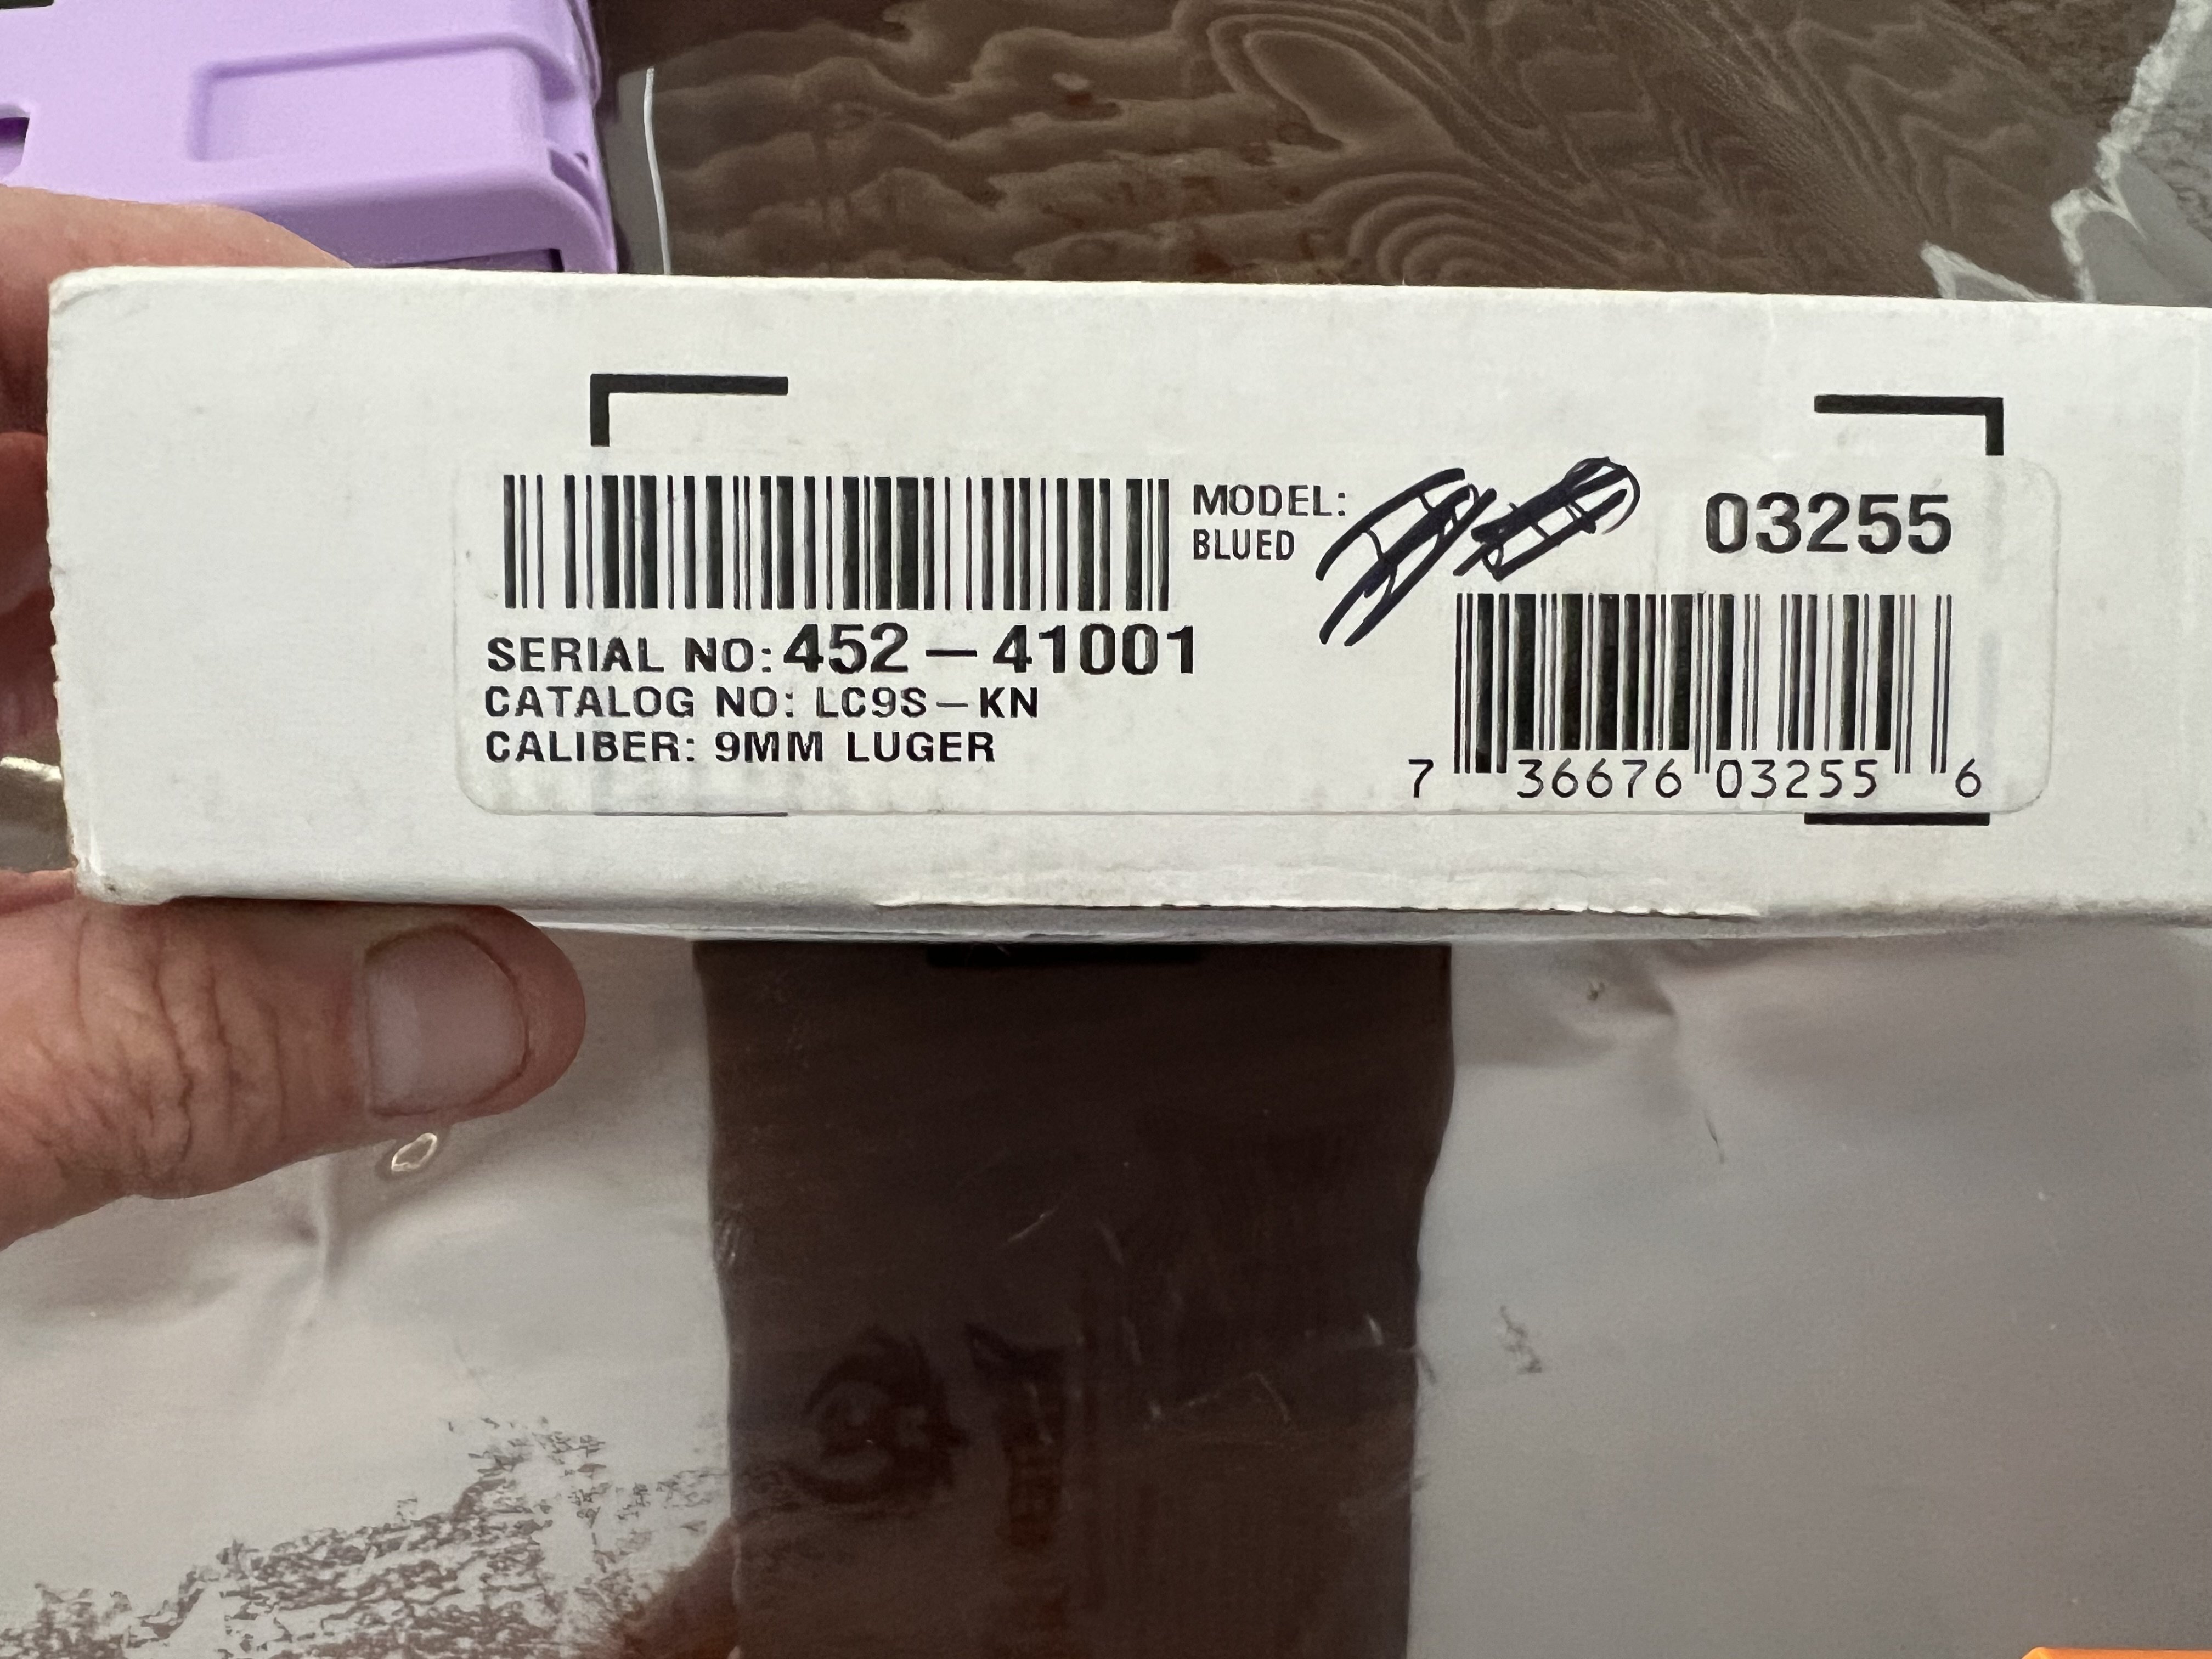 MODEL: 03255
BLUED
SERIAL NO: 452-41001
CATALOG NO: LC9S-KN
CALIBER: 9MM LUGER
7 36676 03255 6